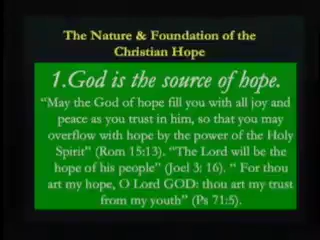 The Nature & Foundation of the
Christian Hope
1.God is the source of hope.
“May the God of hope fill you with all joy and
peace as you trust in him, so that you may
overflow with hope by the power of the Holy
Spirit” (Rom 15:13). “The Lord will be the
hope of his people” (Joel 3; 16). “ For thou
art my hope, O Lord GOD: thou art my trust
from my youth” (Ps 71:5).